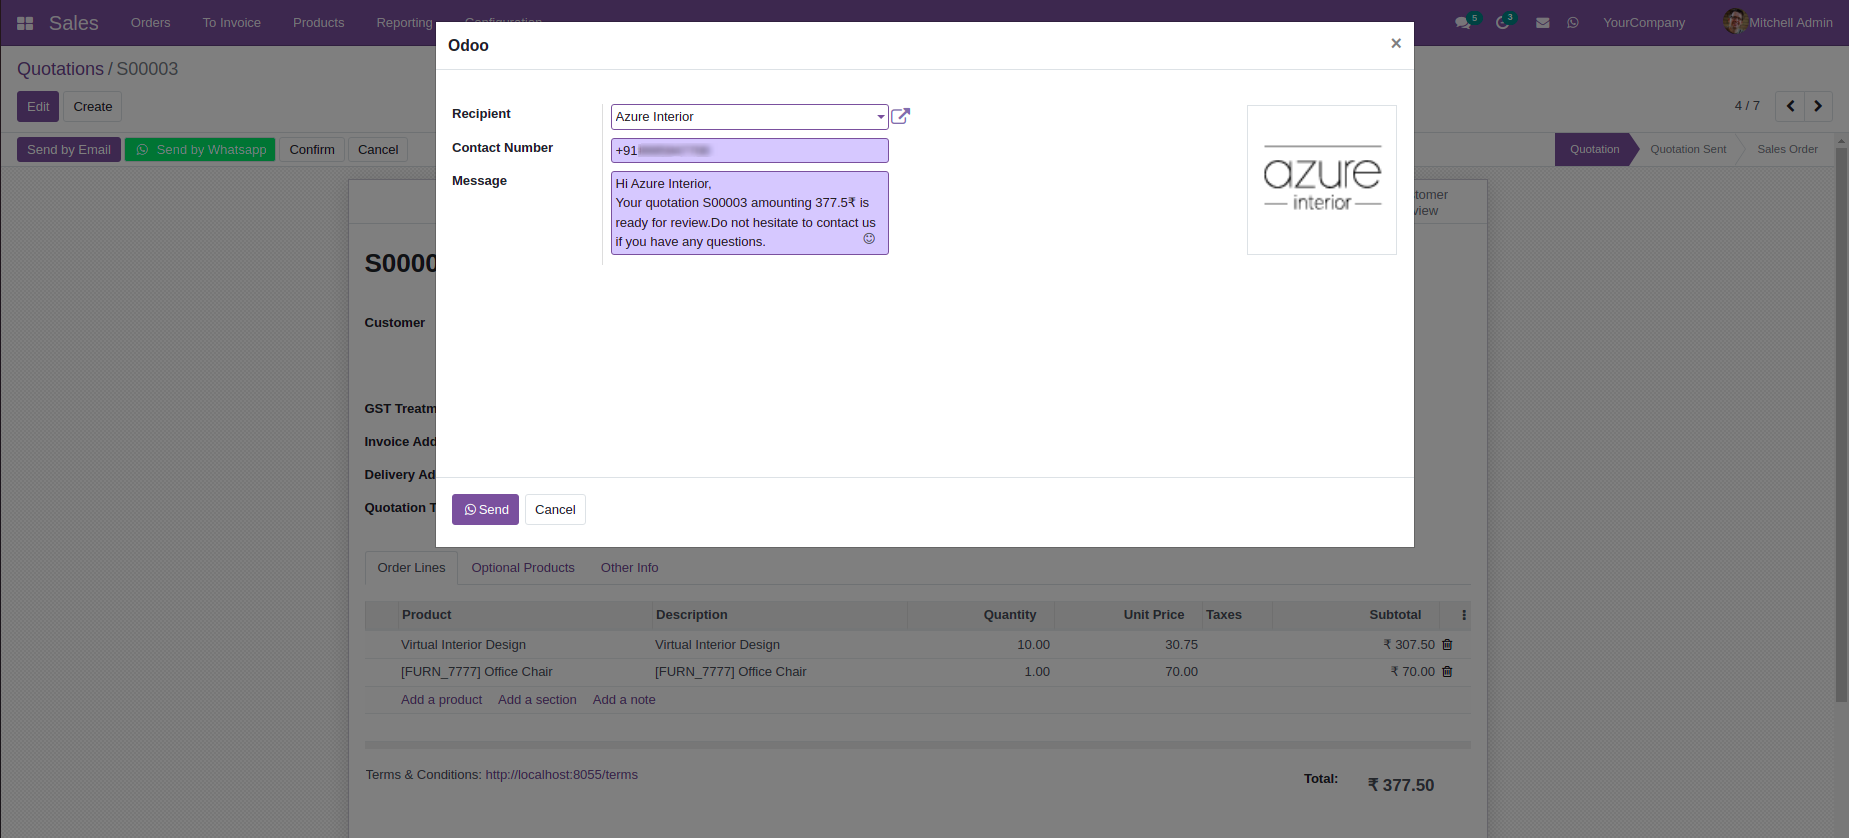 Sales
Orders
To Invoice
Products
Reporting
Configuration
5
3
YourCompany
Mitchell Admin
Quotations / S00003
Edit
Create
4 / 7
Send by Email
Send by Whatsapp
Confirm
Cancel
Quotation
Quotation Sent
Sales Order
Odoo
×
Recipient
Azure Interior
Contact Number
+91
Message
Hi Azure Interior,
Your quotation S00003 amounting 377.5₹ is
ready for review.Do not hesitate to contact us
if you have any questions.
azure
interior
Send
Cancel
S0000
Customer
GST Treatm
Invoice Add
Delivery Ad
Quotation T
Order Lines
Optional Products
Other Info
Product Description Quantity Unit Price Taxes Subtotal
Virtual Interior Design Virtual Interior Design 10.00 30.75 ₹ 307.50
[FURN_7777] Office Chair [FURN_7777] Office Chair 1.00 70.00 ₹ 70.00
Add a product Add a section Add a note
Terms & Conditions: http://localhost:8055/terms
Total: ₹ 377.50